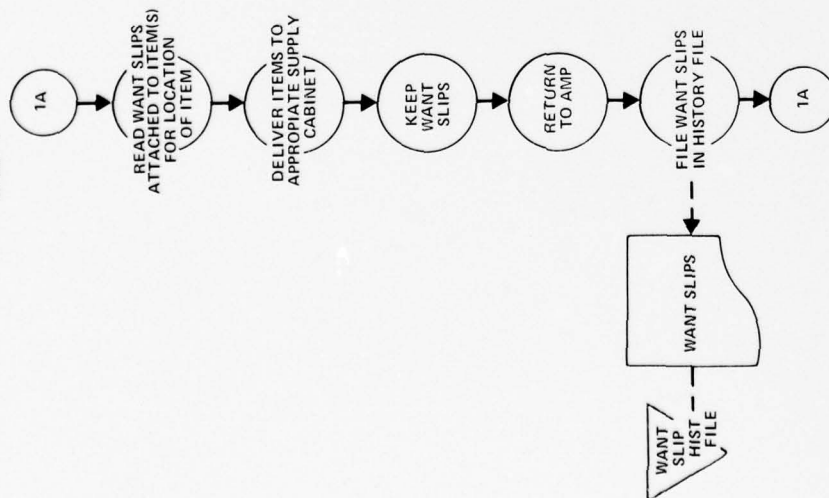 1A
READ WANT SLIPS
ATTACHED TO ITEM(S)
FOR LOCATION
OF ITEM
DELIVER ITEMS TO
APPROPIATE SUPPLY
CABINET
KEEP
WANT
SLIPS
RETURN
TO AMP
FILE WANT SLIPS
IN HISTORY FILE
1A
WANT SLIPS
WANT
SLIP
HIST
FILE